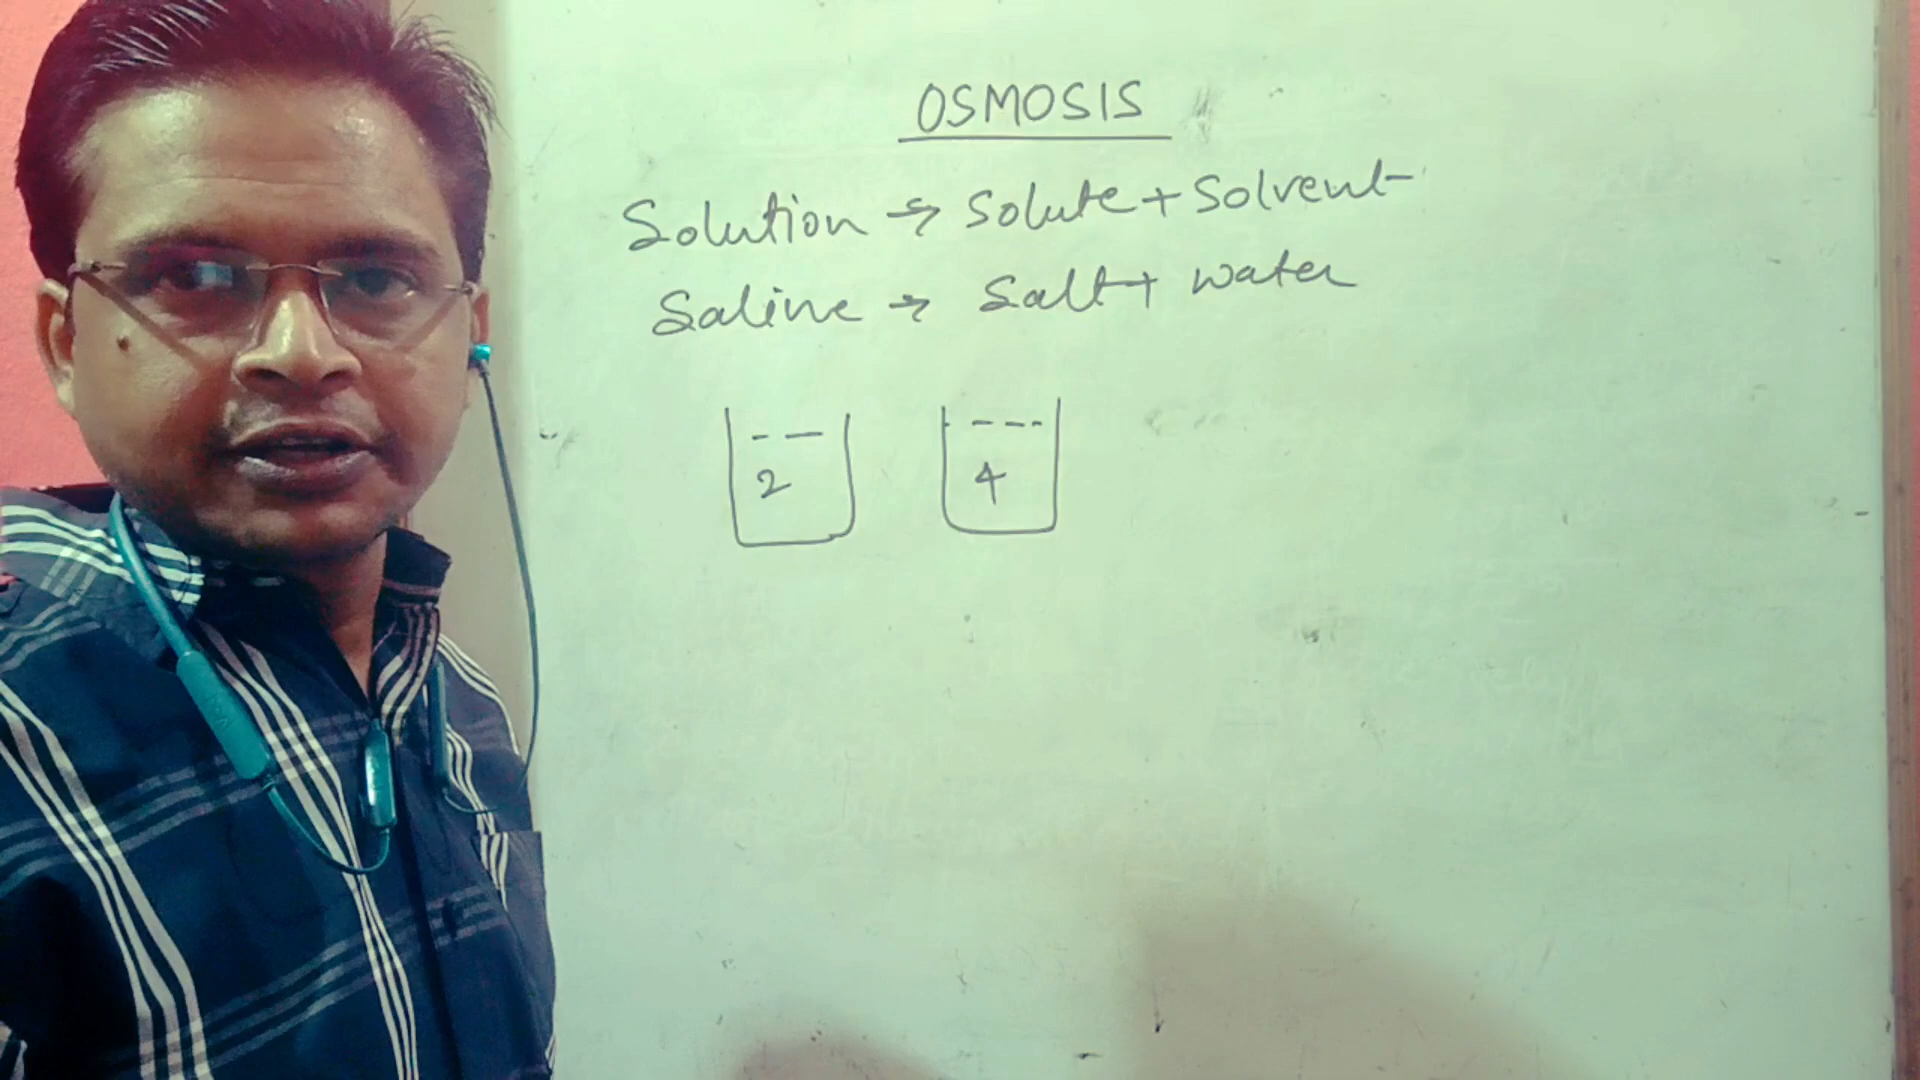 OSMOSIS
Solution → Solute + Solvent
Saline → Salt + water
2 4